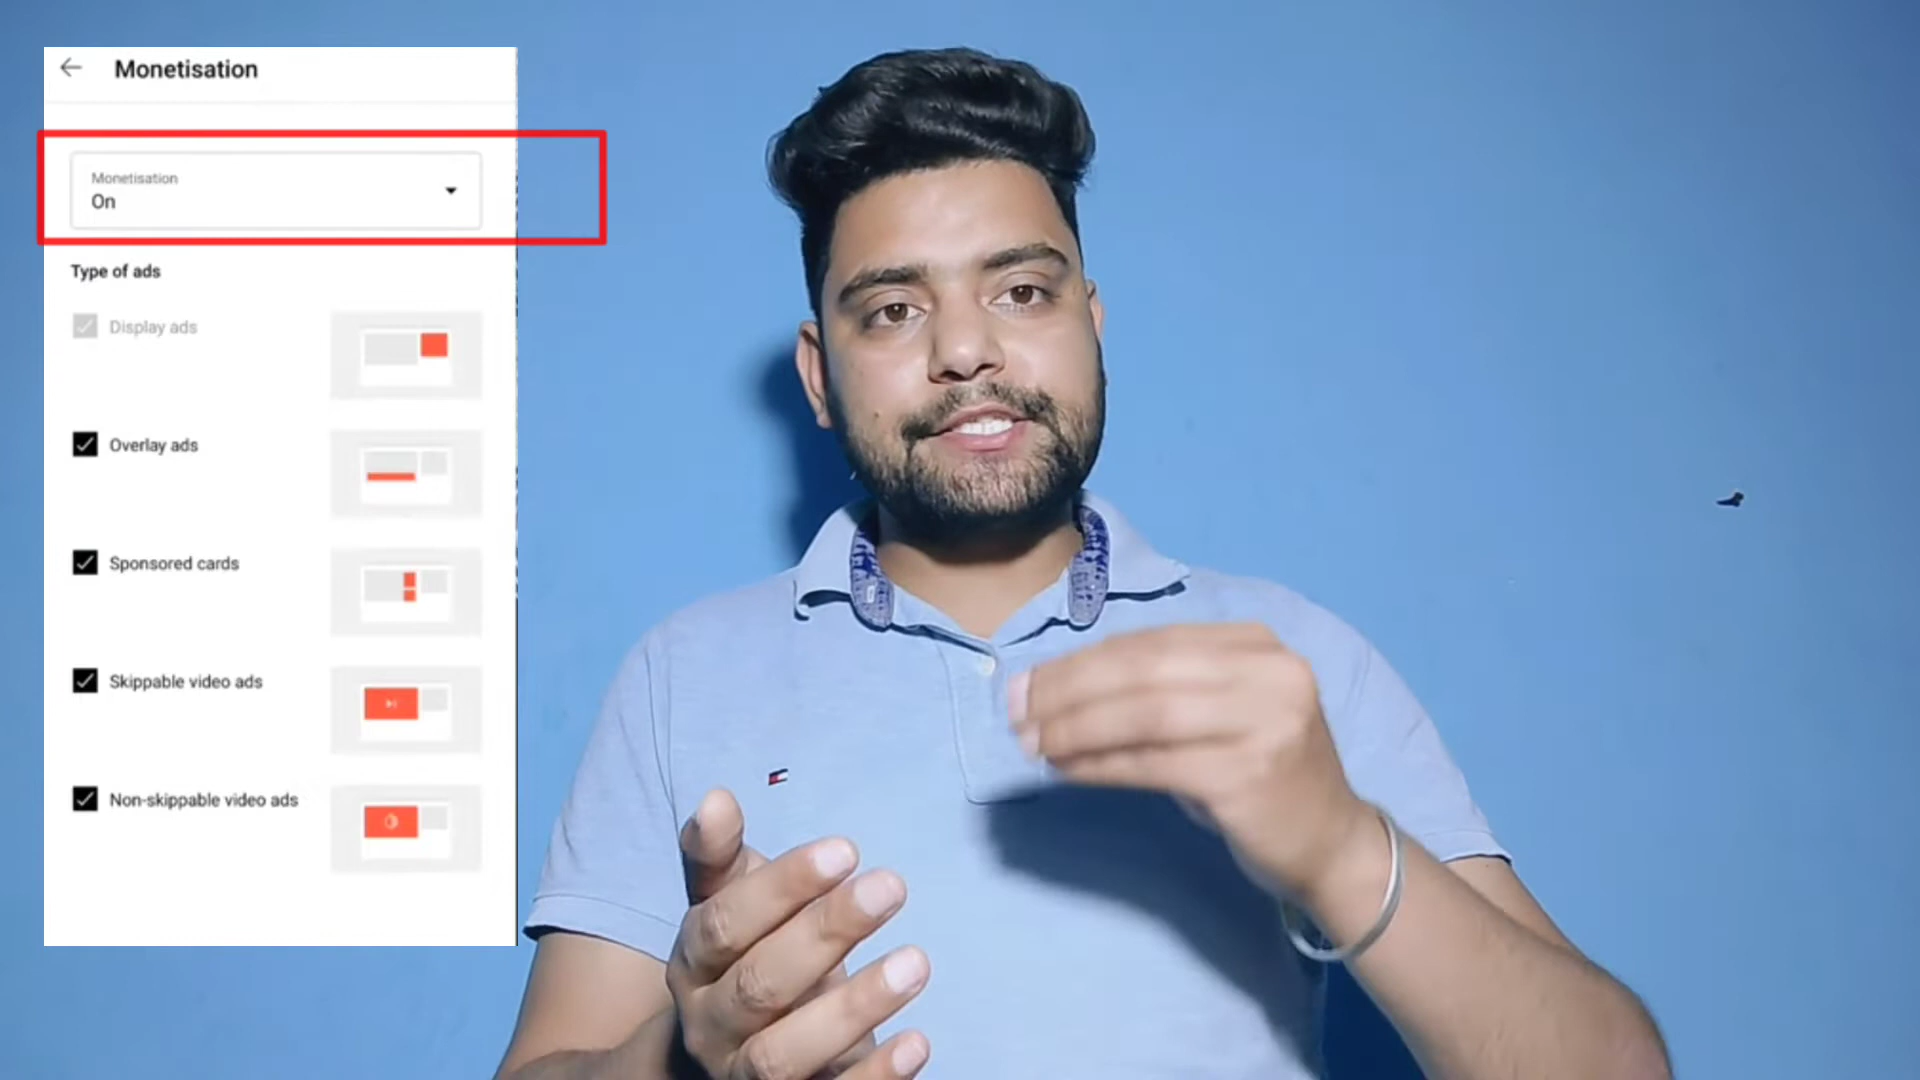 Monetisation
Monetisation
On
Type of ads
Display ads
Overlay ads
Sponsored cards
Skippable video ads
Non-skippable video ads